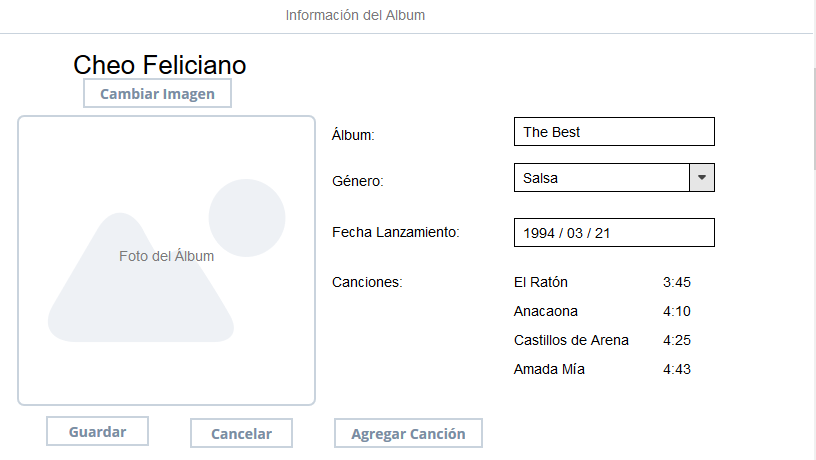 Información del Album
Cheo Feliciano
Cambiar Imagen
Foto del Álbum
Álbum: The Best
Género: Salsa
Fecha Lanzamiento: 1994 / 03 / 21
Canciones: El Ratón 3:45
Anacaona 4:10
Castillos de Arena 4:25
Amada Mía 4:43
Guardar Cancelar Agregar Canción